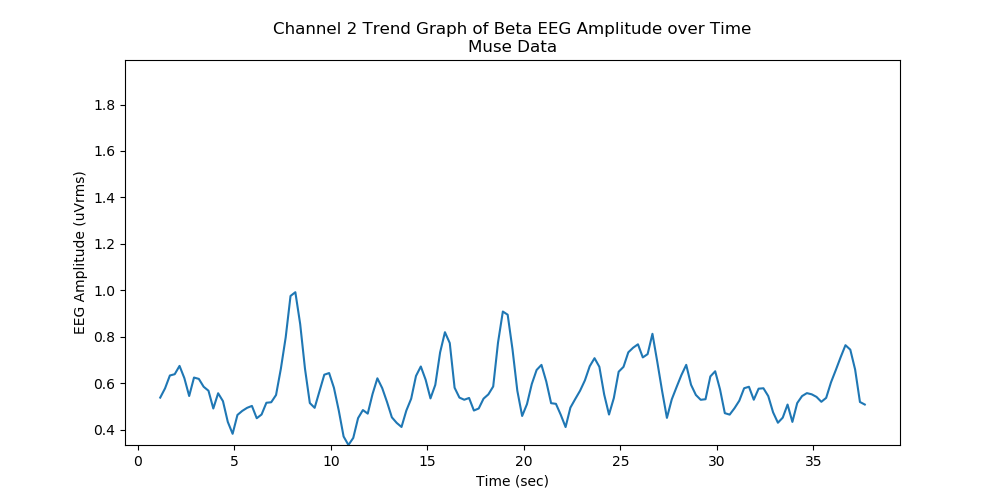 Channel 2 Trend Graph of Beta EEG Amplitude over Time
Muse Data
EEG Amplitude (uVrms)
1.8
1.6
1.4
1.2
1.0
0.8
0.6
0.4
0 5 10 15 20 25 30 35
Time (sec)